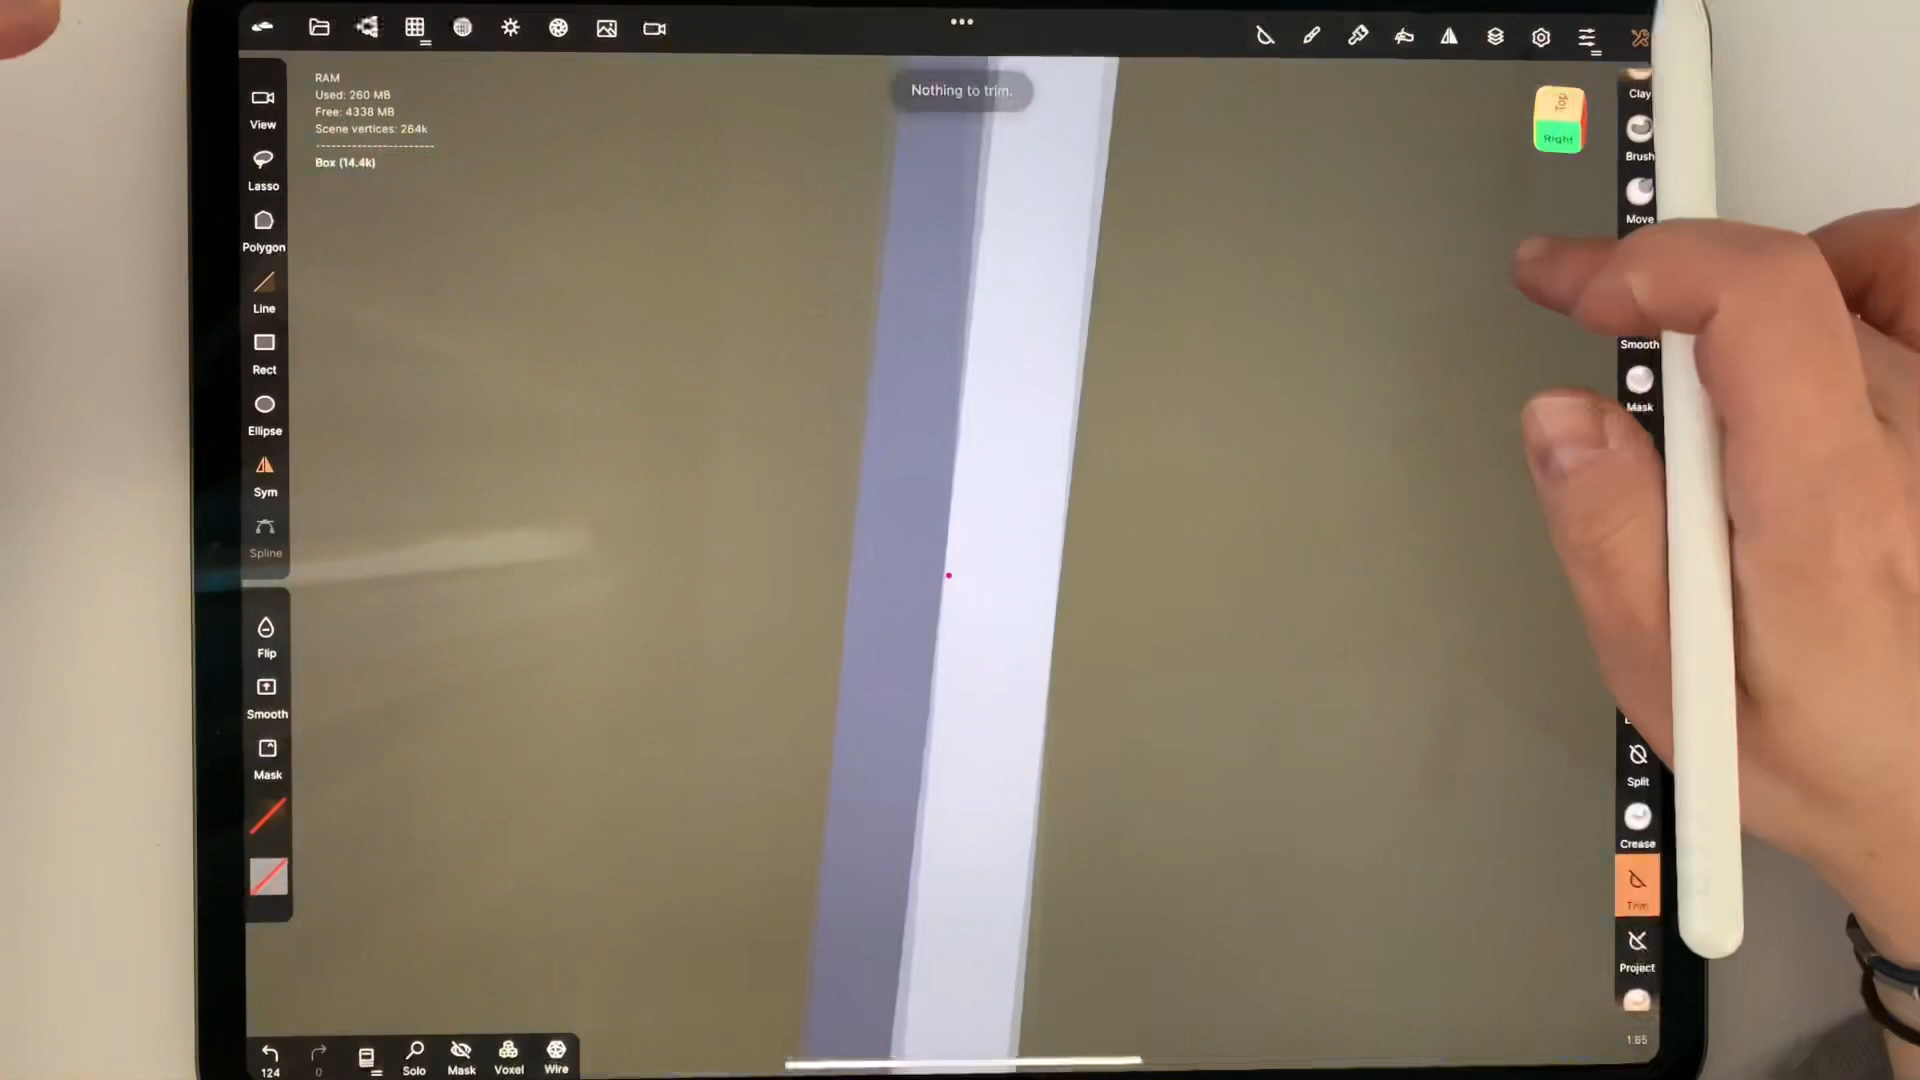 Nothing to trim.
RAM
Used: 260 MB
Free: 4338 MB
Scene vertices: 264k
Box (14.4k)
View
Lasso
Polygon
Line
Rect
Ellipse
Sym
Spline
Flip
Smooth
Mask
124
0
Solo
Mask
Voxel
Wire
Top
Right
Clay
Brush
Move
Smooth
Mask
Split
Crease
Trim
Project